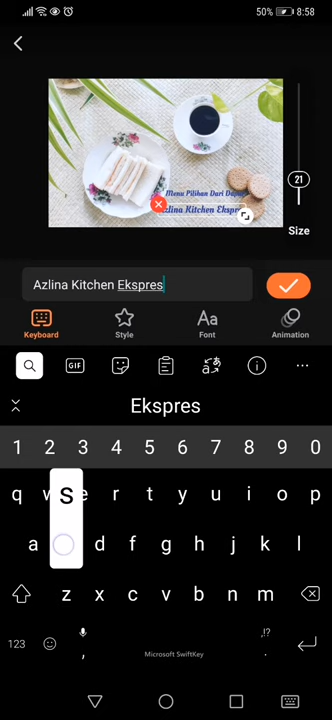 50% 8:58
Menu Pilihan Dari Dapur
Azlina Kitchen Ekspres
21
Size
Azlina Kitchen Ekspres
Keyboard Style Font Animation
GIF
Ekspres
1 2 3 4 5 6 7 8 9 0
q w e r t y u i o p
s
a d f g h j k l
z x c v b n m
123 , Microsoft SwiftKey ,!? .